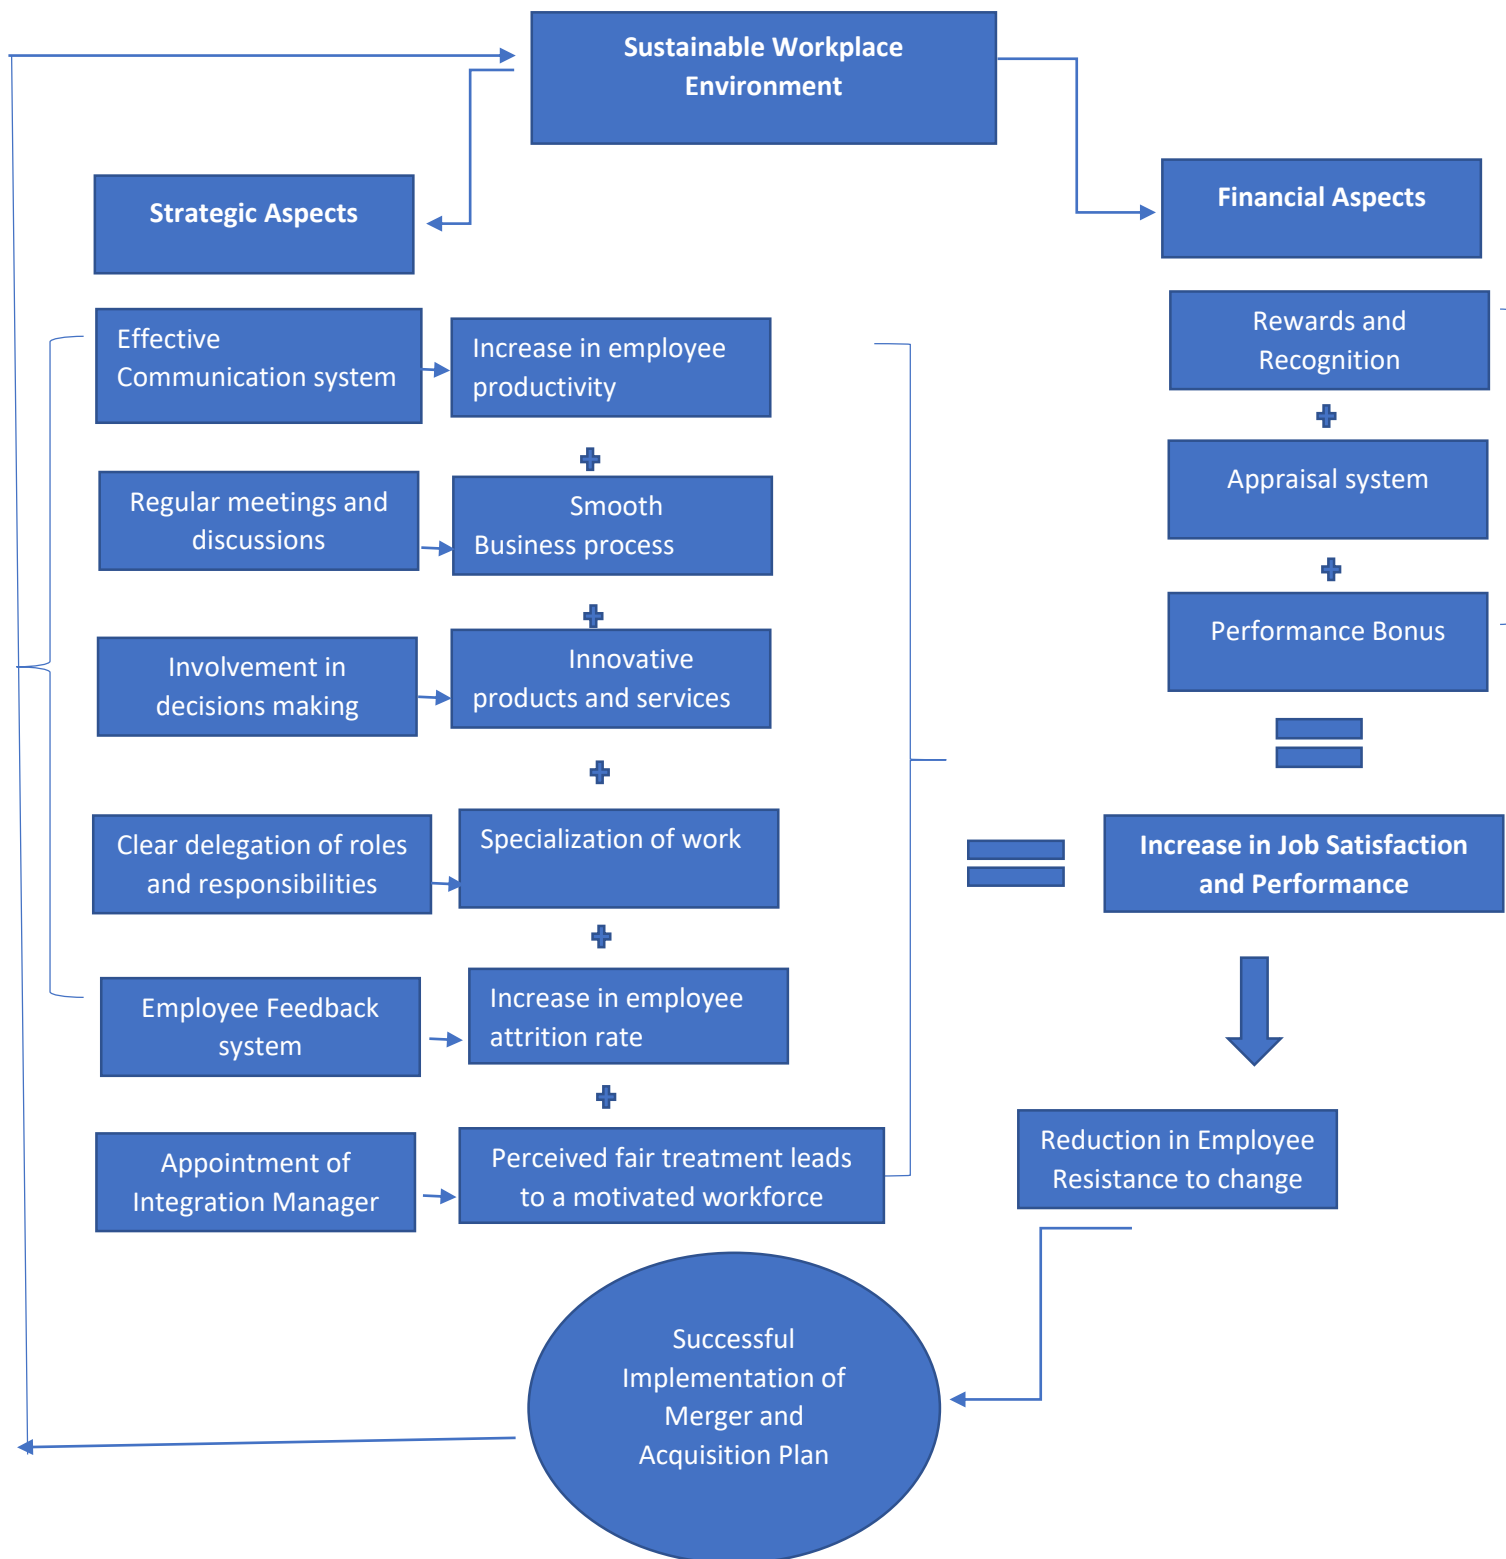 Sustainable Workplace
Environment
Strategic Aspects
Financial Aspects
Effective
Communication system
Increase in employee
productivity
Rewards and
Recognition
Regular meetings and
discussions
Smooth
Business process
Appraisal system
Involvement in
decisions making
Innovative
products and services
Performance Bonus
Clear delegation of roles
and responsibilities
Specialization of work
Increase in Job Satisfaction
and Performance
Employee Feedback
system
Increase in employee
attrition rate
Appointment of
Integration Manager
Perceived fair treatment leads
to a motivated workforce
Reduction in Employee
Resistance to change
Successful
Implementation of
Merger and
Acquisition Plan